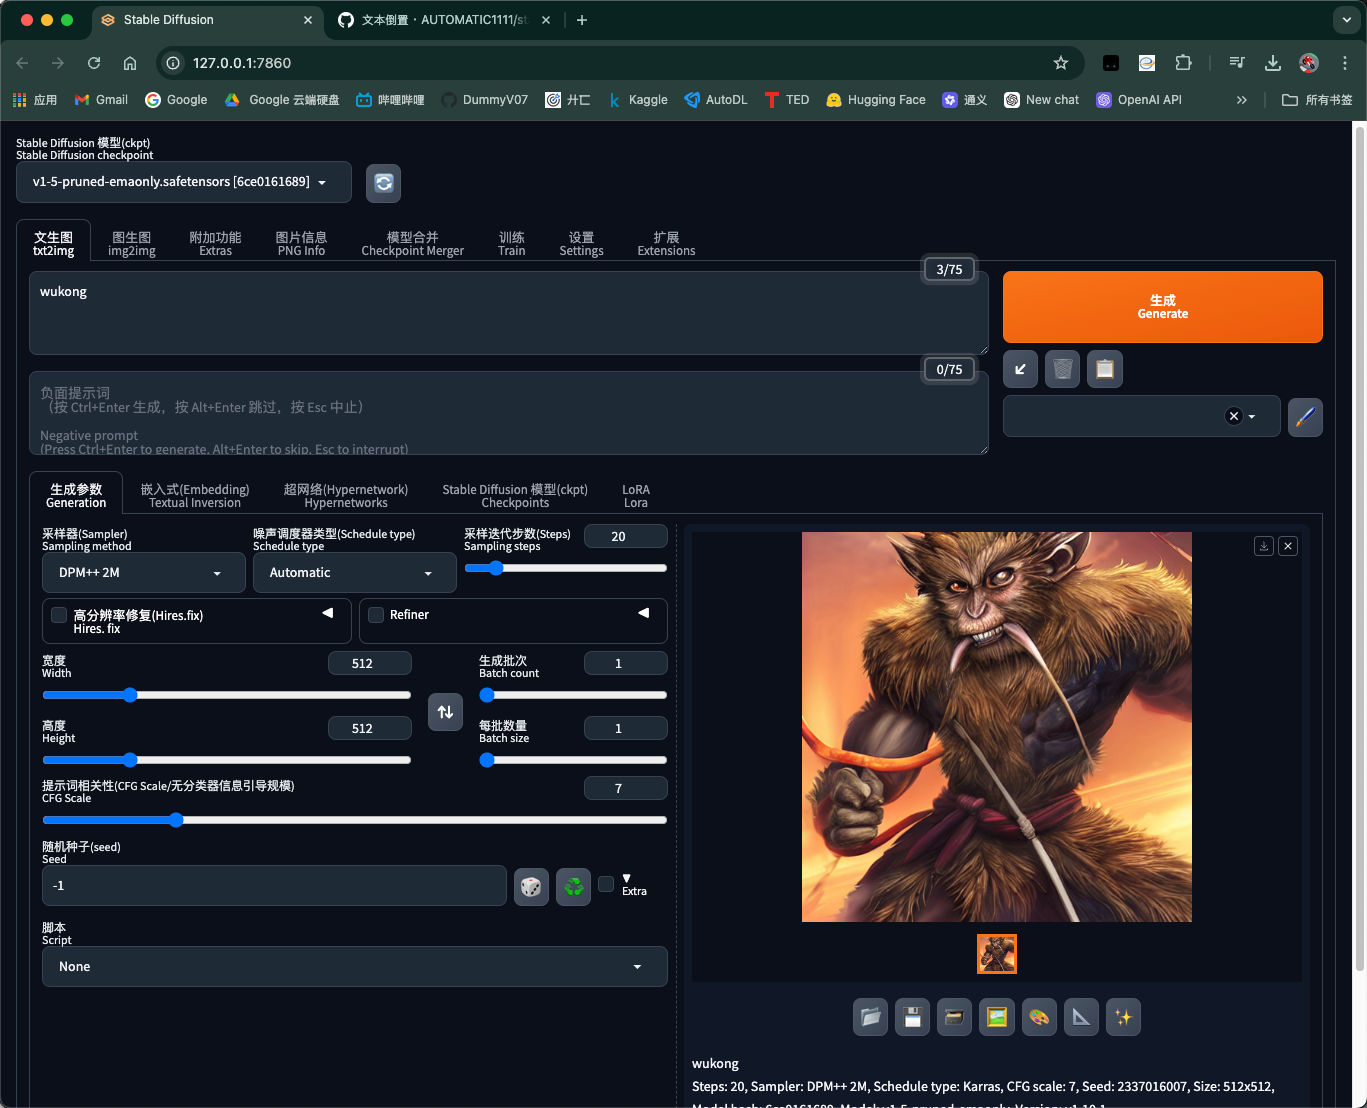 Stable Diffusion
文本倒置 · AUTOMATIC1111/st
127.0.0.1:7860
应用
Gmail
Google
Google 云端硬盘
哔哩哔哩
DummyV07
Kaggle
AutoDL
TED
Hugging Face
通义
New chat
OpenAI API
所有书签
Stable Diffusion 模型(ckpt)
Stable Diffusion checkpoint
v1-5-pruned-emaonly.safetensors [6ce0161689]
文生图
txt2img
图生图
img2img
附加功能
Extras
图片信息
PNG Info
模型合并
Checkpoint Merger
训练
Train
设置
Settings
扩展
Extensions
3/75
wukong
生成
Generate
0/75
负面提示词
（按 Ctrl+Enter 生成，按 Alt+Enter 跳过，按 Esc 中止）
Negative prompt
(Press Ctrl+Enter to generate, Alt+Enter to skip, Esc to interrupt)
生成参数
Generation
嵌入式(Embedding)
Textual Inversion
超网络(Hypernetwork)
Hypernetworks
Stable Diffusion 模型(ckpt)
Checkpoints
LoRA
Lora
采样器(Sampler)
Sampling method
DPM++ 2M
噪声调度器类型(Schedule type)
Schedule type
Automatic
采样迭代步数(Steps)
Sampling steps
20
高分辨率修复(Hires.fix)
Hires. fix
Refiner
宽度
Width
512
生成批次
Batch count
1
高度
Height
512
每批数量
Batch size
1
提示词相关性(CFG Scale/无分类器信息引导规模)
CFG Scale
7
随机种子(seed)
Seed
-1
Extra
脚本
Script
None
wukong
Steps: 20, Sampler: DPM++ 2M, Schedule type: Karras, CFG scale: 7, Seed: 2337016007, Size: 512x512,
Model hash: 6ce0161689, Model: v1-5-pruned-emaonly, Version: v1.10.1